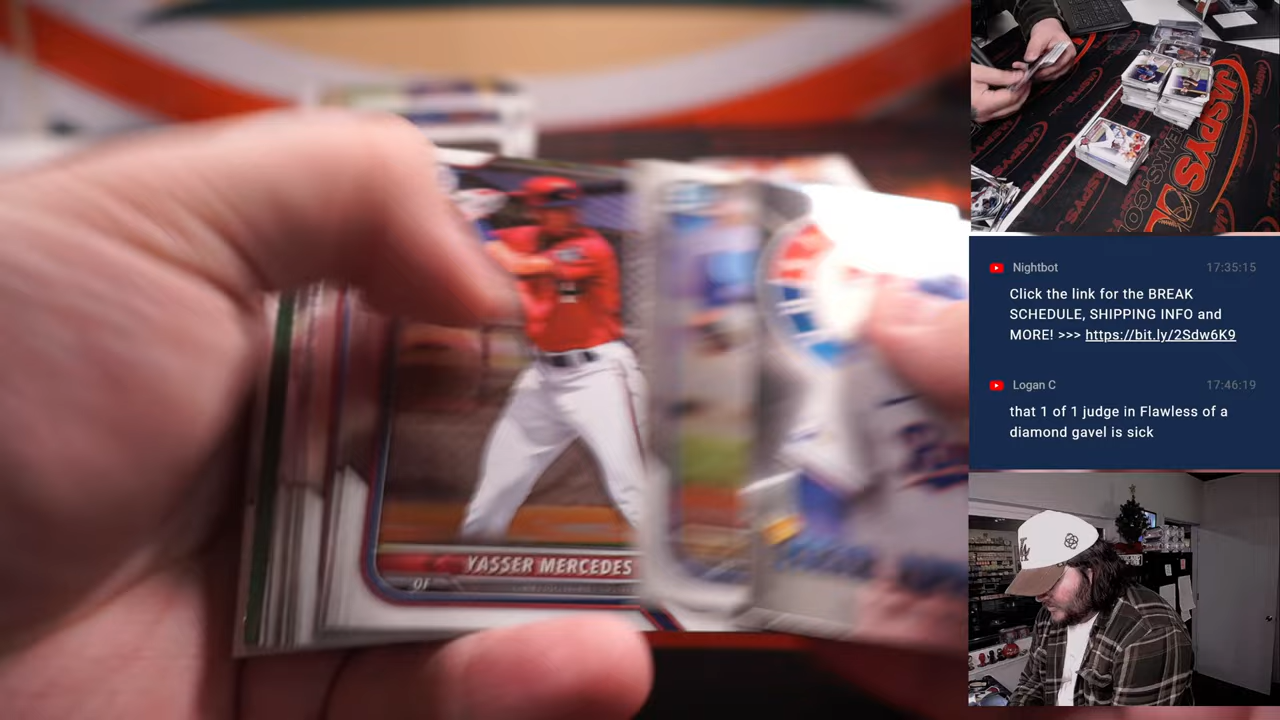 YASSER MERCEDES
OF
JASPYS
Nightbot
17:35:15
Click the link for the BREAK
SCHEDULE, SHIPPING INFO and
MORE! >>> https://bit.ly/2Sdw6K9
Logan C
17:46:19
that 1 of 1 judge in Flawless of a
diamond gavel is sick